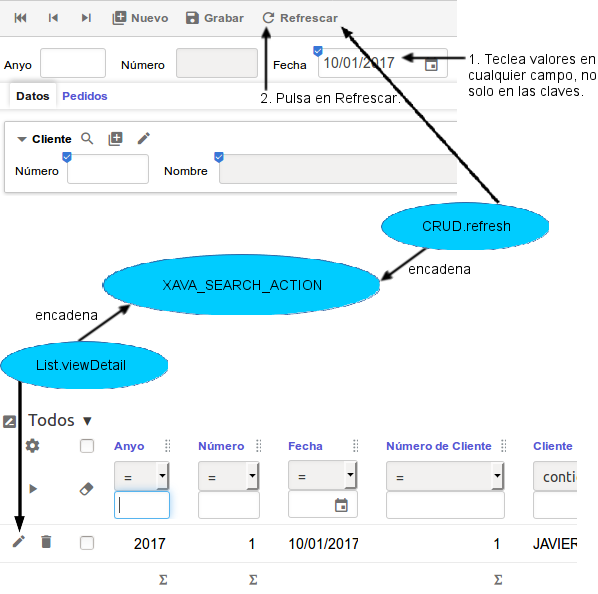 Nuevo Grabar Refrescar
Anyo Número Fecha 10/01/2017
1. Teclea valores en
cualquier campo, no
solo en las claves.
2. Pulsa en Refrescar.
Datos Pedidos
Cliente
Número Nombre
CRUD.refresh
encadena
XAVA_SEARCH_ACTION
encadena
List.viewDetail
Todos
Anyo Número Fecha Número de Cliente Cliente
= = = = conti
2017 1 10/01/2017 1 JAVIER
Σ Σ Σ